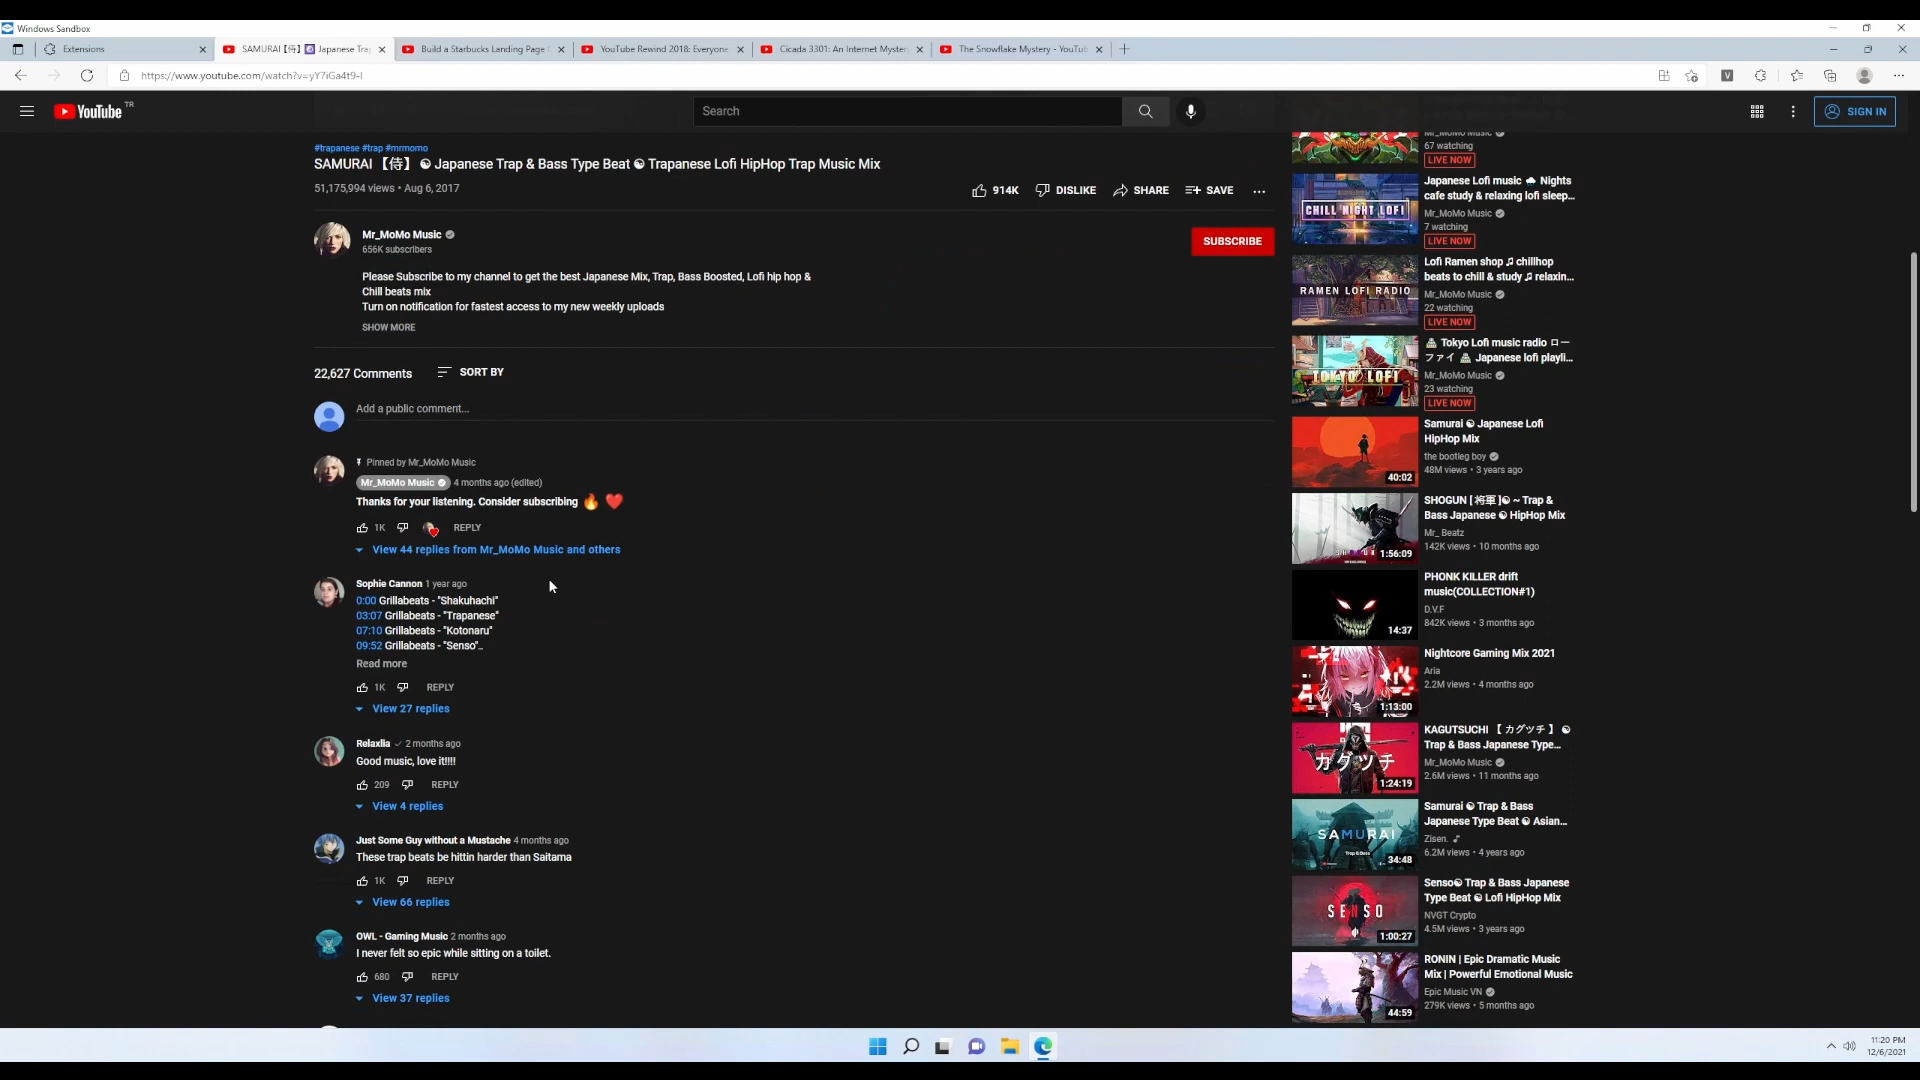 Windows Sandbox
Extensions
SAMURAI【侍】 Japanese Tra
Build a Starbucks Landing Page
YouTube Rewind 2018: Everyone
Cicada 3301: An Internet Myster
The Snowflake Mystery - YouTu
https://www.youtube.com/watch?v=yY7iGa4t9-I
YouTube TR
Search
SIGN IN
#trapanese #trap #mrmomo
SAMURAI 【侍】 ☯ Japanese Trap & Bass Type Beat ☯ Trapanese Lofi HipHop Trap Music Mix
51,175,994 views • Aug 6, 2017
914K
DISLIKE
SHARE
SAVE
Mr_MoMo Music
656K subscribers
SUBSCRIBE
Please Subscribe to my channel to get the best Japanese Mix, Trap, Bass Boosted, Lofi hip hop &
Chill beats mix
Turn on notification for fastest access to my new weekly uploads
SHOW MORE
22,627 Comments
SORT BY
Add a public comment...
Pinned by Mr_MoMo Music
Mr_MoMo Music 4 months ago (edited)
Thanks for your listening. Consider subscribing 🔥 ❤️
1K
REPLY
View 44 replies from Mr_MoMo Music and others
Sophie Cannon 1 year ago
0:00 Grillabeats - "Shakuhachi"
03:07 Grillabeats - "Trapanese"
07:10 Grillabeats - "Kotonaru"
09:52 Grillabeats - "Senso"...
Read more
1K
REPLY
View 27 replies
Relaxlia 2 months ago
Good music, love it!!!!
209
REPLY
View 4 replies
Just Some Guy without a Mustache 4 months ago
These trap beats be hittin harder than Saitama
1K
REPLY
View 66 replies
OWL - Gaming Music 2 months ago
I never felt so epic while sitting on a toilet.
680
REPLY
View 37 replies
Mr_MoMo Music
67 watching
LIVE NOW
CHILL NIGHT LOFI
Japanese Lofi music 🌧 Nights
cafe study & relaxing lofi sleep...
Mr_MoMo Music
7 watching
LIVE NOW
RAMEN LOFI RADIO
Lofi Ramen shop ♫ chillhop
beats to chill & study ♫ relaxin...
Mr_MoMo Music
22 watching
LIVE NOW
TOKYO LOFI
🏯 Tokyo Lofi music radio ロー
ファイ 🏯 Japanese lofi playli...
Mr_MoMo Music
23 watching
LIVE NOW
40:02
Samurai ☯ Japanese Lofi
HipHop Mix
the bootleg boy
48M views • 3 years ago
1:56:09
SHOGUN [ 将軍 ]☯ ~ Trap &
Bass Japanese ☯ HipHop Mix
Mr_ Beatz
142K views • 10 months ago
14:37
PHONK KILLER drift
music(COLLECTION#1)
D.V.F
842K views • 3 months ago
1:13:00
Nightcore Gaming Mix 2021
Aria
2.2M views • 4 months ago
カグツチ
1:24:19
KAGUTSUCHI 【 カグツチ 】 ☯
Trap & Bass Japanese Type...
Mr_MoMo Music
2.6M views • 11 months ago
SAMURAI
Trap & Bass
34:48
Samurai ☯ Trap & Bass
Japanese Type Beat ☯ Asian...
Zisen.
6.2M views • 4 years ago
SENSO
1:00:27
Senso☯ Trap & Bass Japanese
Type Beat ☯ Lofi HipHop Mix
NVGT Crypto
4.5M views • 3 years ago
44:59
RONIN | Epic Dramatic Music
Mix | Powerful Emotional Music
Epic Music VN
279K views • 5 months ago
11:20 PM
12/6/2021